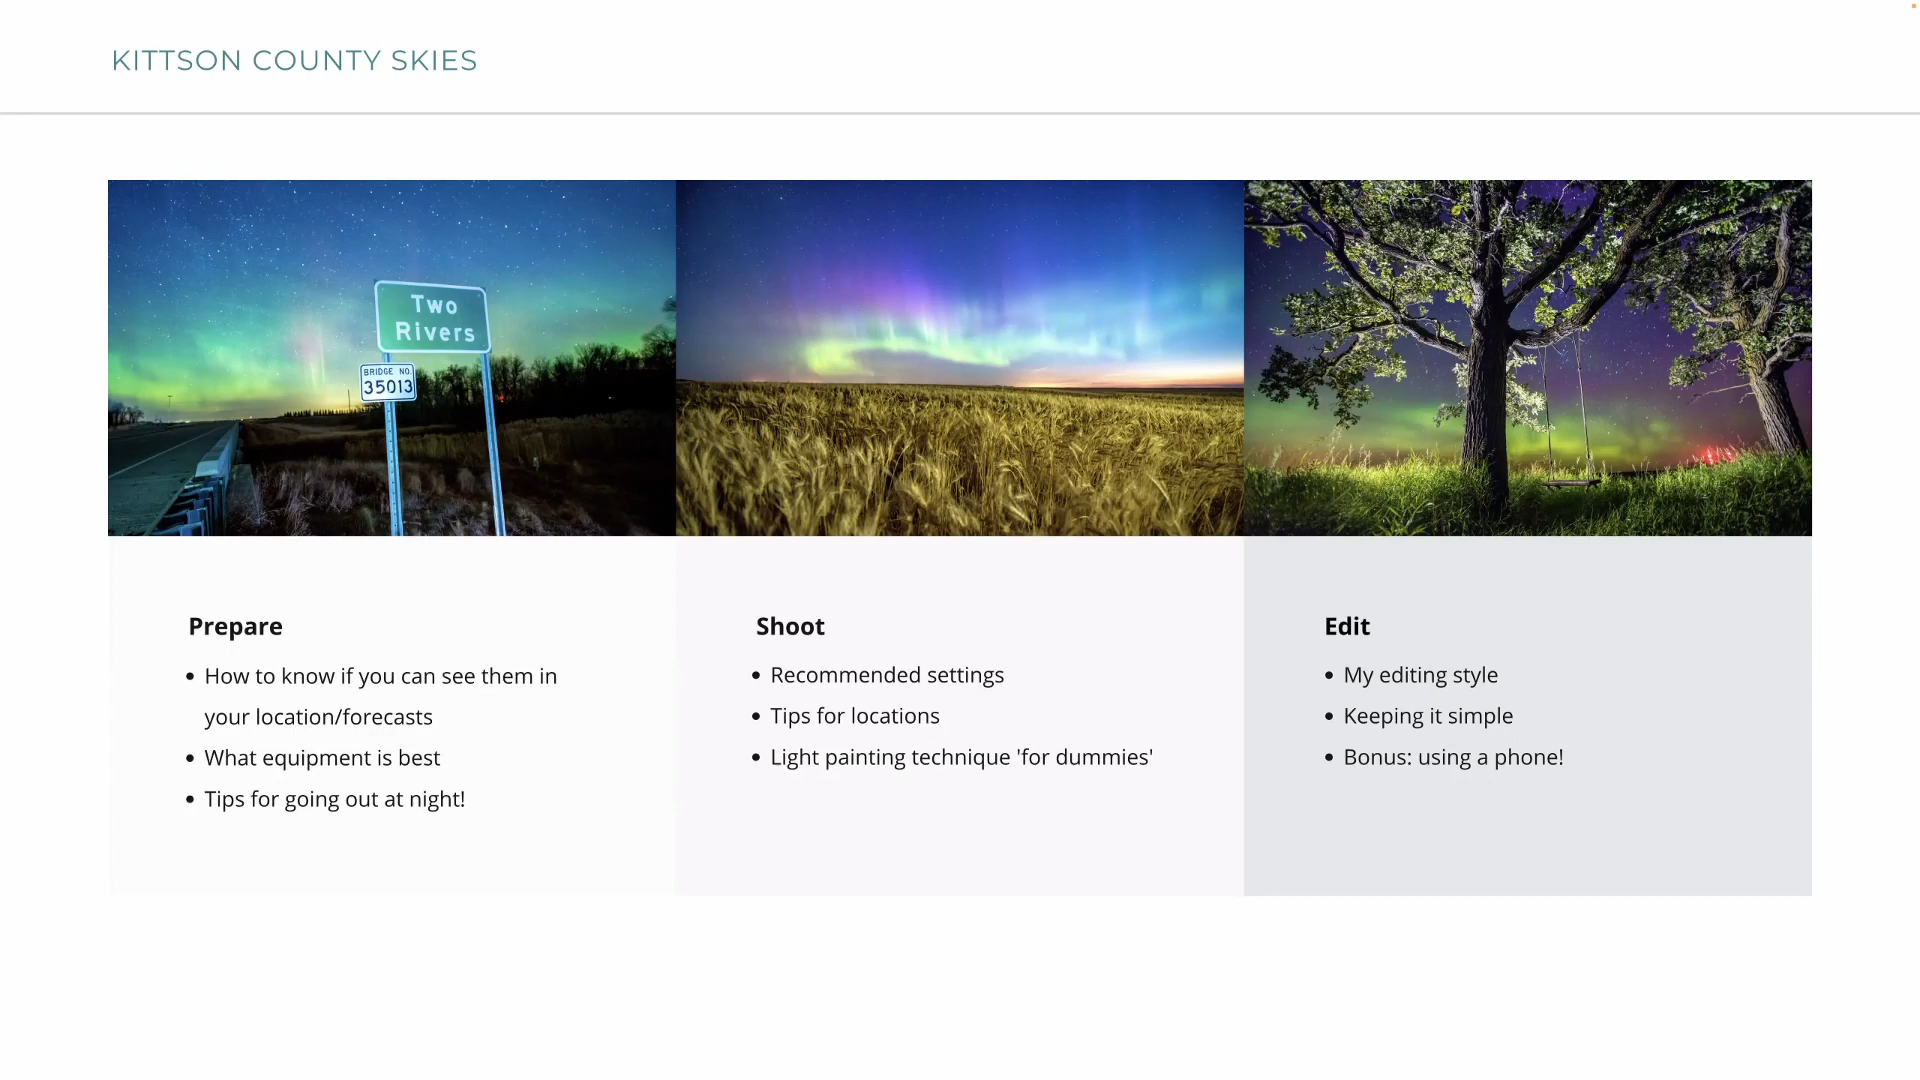 KITTSON COUNTY SKIES
Two
Rivers
BRIDGE NO.
35013
Prepare
• How to know if you can see them in
your location/forecasts
• What equipment is best
• Tips for going out at night!
Shoot
• Recommended settings
• Tips for locations
• Light painting technique 'for dummies'
Edit
• My editing style
• Keeping it simple
• Bonus: using a phone!